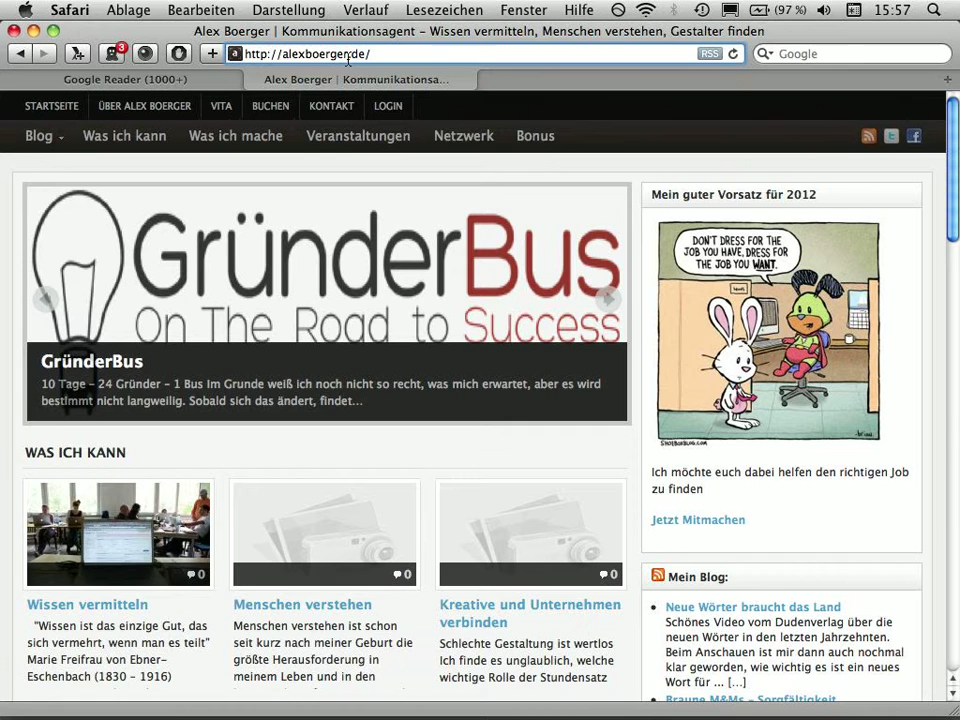 Safari Ablage Bearbeiten Darstellung Verlauf Lesezeichen Fenster Hilfe (97 %) 15:57
Alex Boerger | Kommunikationsagent – Wissen vermitteln, Menschen verstehen, Gestalter finden
3 + a http://alexboerger.de/ RSS Google
Google Reader (1000+) Alex Boerger | Kommunikationsa...
STARTSEITE ÜBER ALEX BOERGER VITA BUCHEN KONTAKT LOGIN
Blog Was ich kann Was ich mache Veranstaltungen Netzwerk Bonus
GründerBus
On The Road to Success
GründerBus
10 Tage – 24 Gründer – 1 Bus Im Grunde weiß ich noch nicht so recht, was mich erwartet, aber es wird
bestimmt nicht langweilig. Sobald sich das ändert, findet...
WAS ICH KANN
0
Wissen vermitteln
"Wissen ist das einzige Gut, das
sich vermehrt, wenn man es teilt"
Marie Freifrau von Ebner-
Eschenbach (1830 – 1916)
0
Menschen verstehen
Menschen verstehen ist schon
seit kurz nach meiner Geburt die
größte Herausforderung in
meinem Leben und in den
0
Kreative und Unternehmen
verbinden
Schlechte Gestaltung ist wertlos
Ich finde es unglaublich, welche
wichtige Rolle der Stundensatz
Mein guter Vorsatz für 2012
DON'T DRESS FOR THE
JOB YOU HAVE, DRESS FOR
THE JOB YOU WANT.
SHOEBOXBLOG.COM
Ich möchte euch dabei helfen den richtigen Job
zu finden
Jetzt Mitmachen
Mein Blog:
Neue Wörter braucht das Land
Schönes Video vom Dudenverlag über die
neuen Wörter in den letzten Jahrzehnten.
Beim Anschauen ist mir dann auch nochmal
klar geworden, wie wichtig es ist ein neues
Wort für ... [...]
Braune M&Ms – Sorgfältigkeit